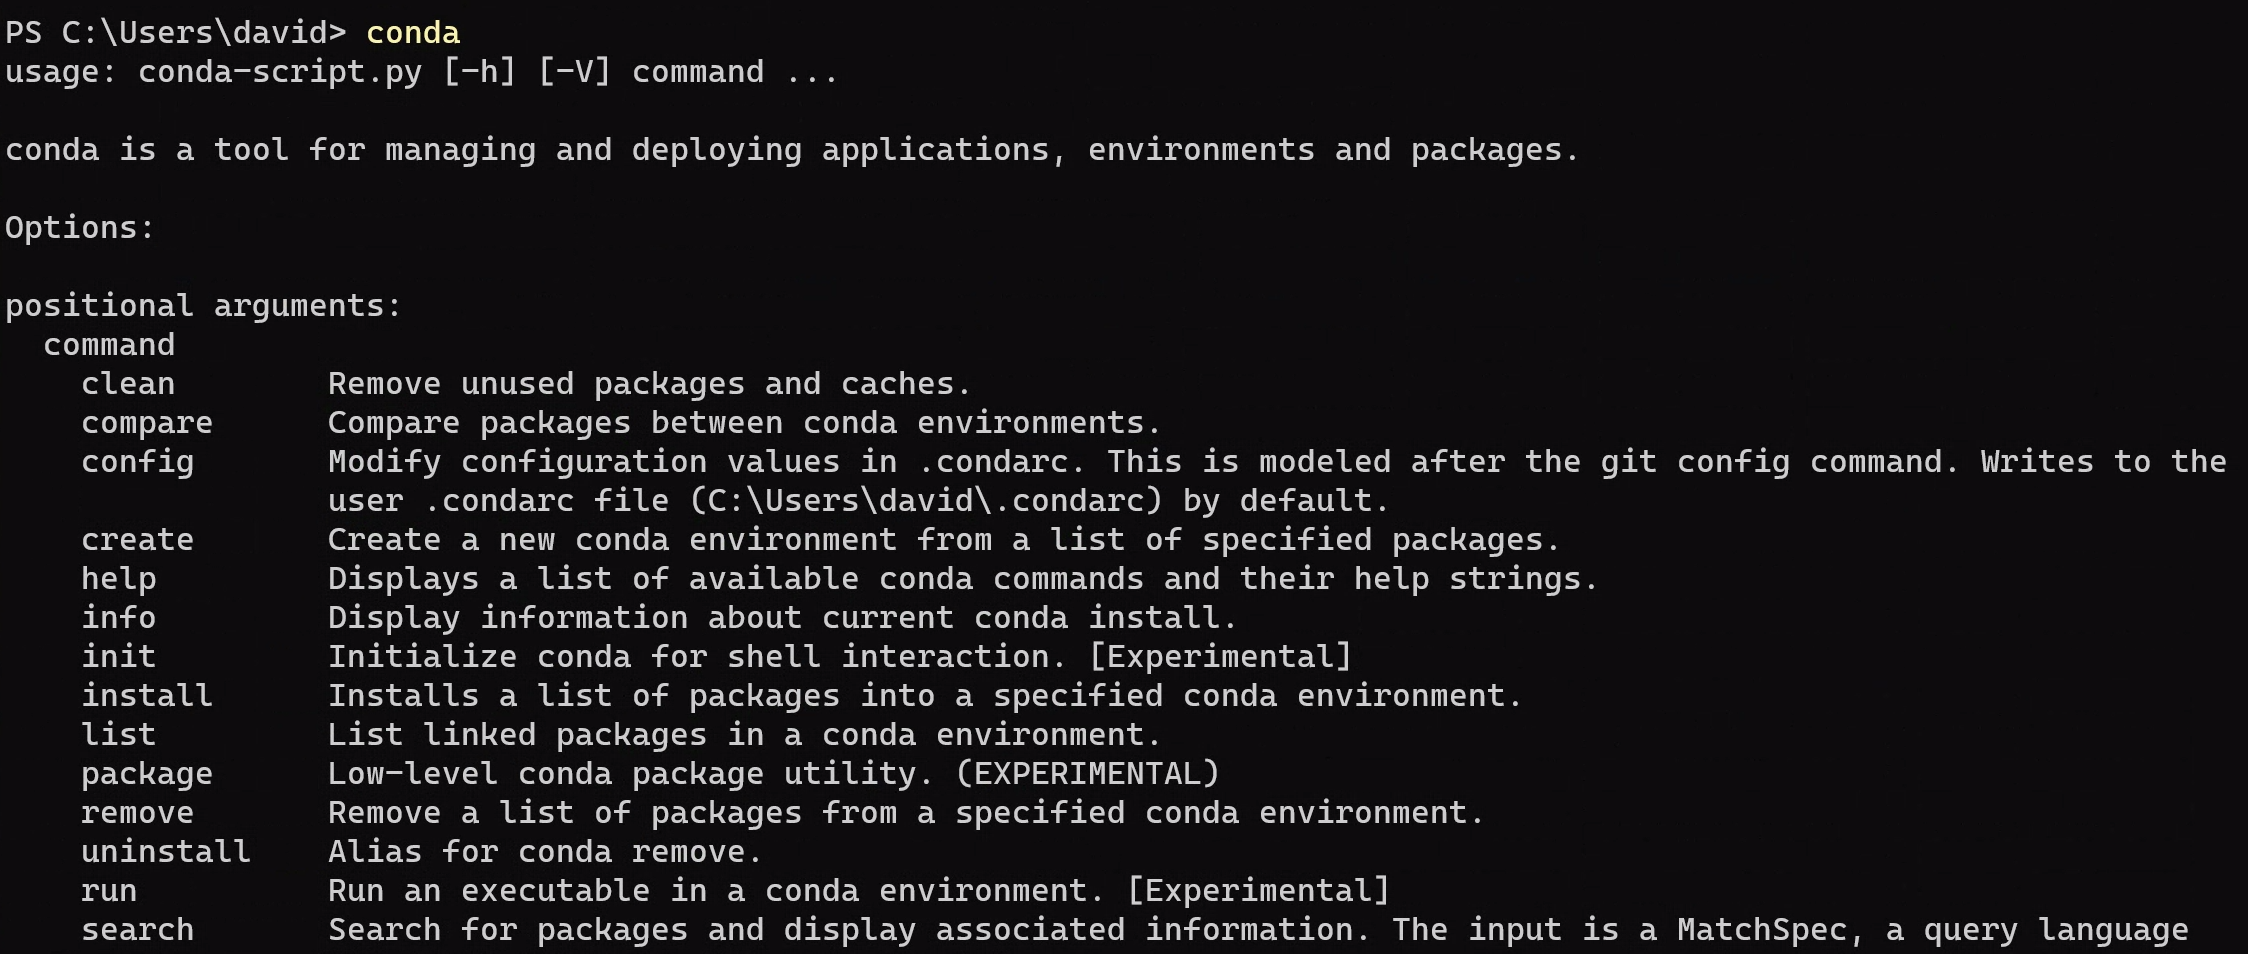 PS C:\Users\david> conda
usage: conda-script.py [-h] [-V] command ...
conda is a tool for managing and deploying applications, environments and packages.
Options:
positional arguments:
  command
    clean        Remove unused packages and caches.
    compare      Compare packages between conda environments.
    config       Modify configuration values in .condarc. This is modeled after the git config command. Writes to the
                 user .condarc file (C:\Users\david\.condarc) by default.
    create       Create a new conda environment from a list of specified packages.
    help         Displays a list of available conda commands and their help strings.
    info         Display information about current conda install.
    init         Initialize conda for shell interaction. [Experimental]
    install      Installs a list of packages into a specified conda environment.
    list         List linked packages in a conda environment.
    package      Low-level conda package utility. (EXPERIMENTAL)
    remove       Remove a list of packages from a specified conda environment.
    uninstall    Alias for conda remove.
    run          Run an executable in a conda environment. [Experimental]
    search       Search for packages and display associated information. The input is a MatchSpec, a query language